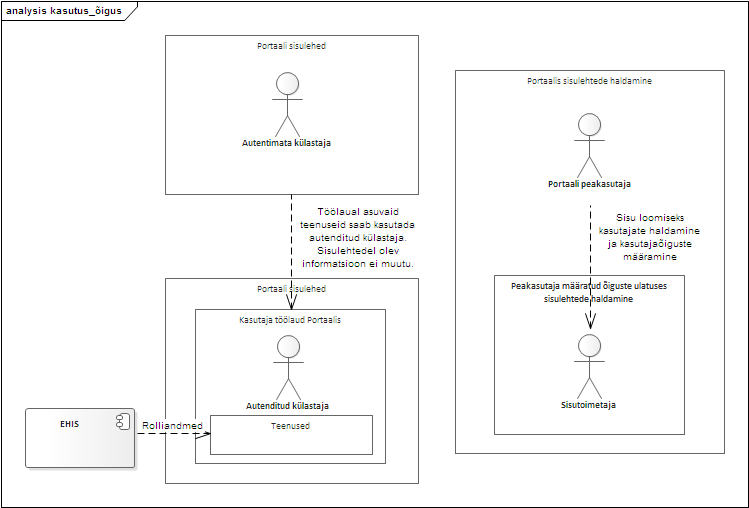 analysis kasutus_õigus
Portaali sisulehed
Autentimata külastaja
Töölaual asuvaid
teenuseid saab kasutada
autenditud külastaja.
Sisulehtedel olev
informatsioon ei muutu.
Portaali sisulehed
Kasutaja töölaud Portaalis
Autenditud külastaja
Teenused
EHIS
Rolliandmed
Portaalis sisulehtede haldamine
Portaali peakasutaja
Sisu loomiseks
kasutajate haldamine
ja kasutajaõiguste
määramine
Peakasutaja määratud õiguste ulatuses
sisulehtede haldamine
Sisutoimetaja